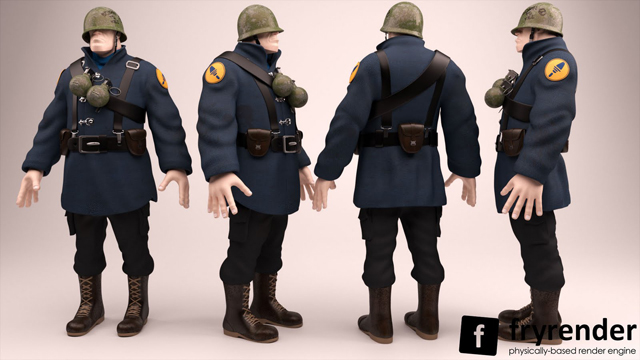 f fryrender
physically-based render engine